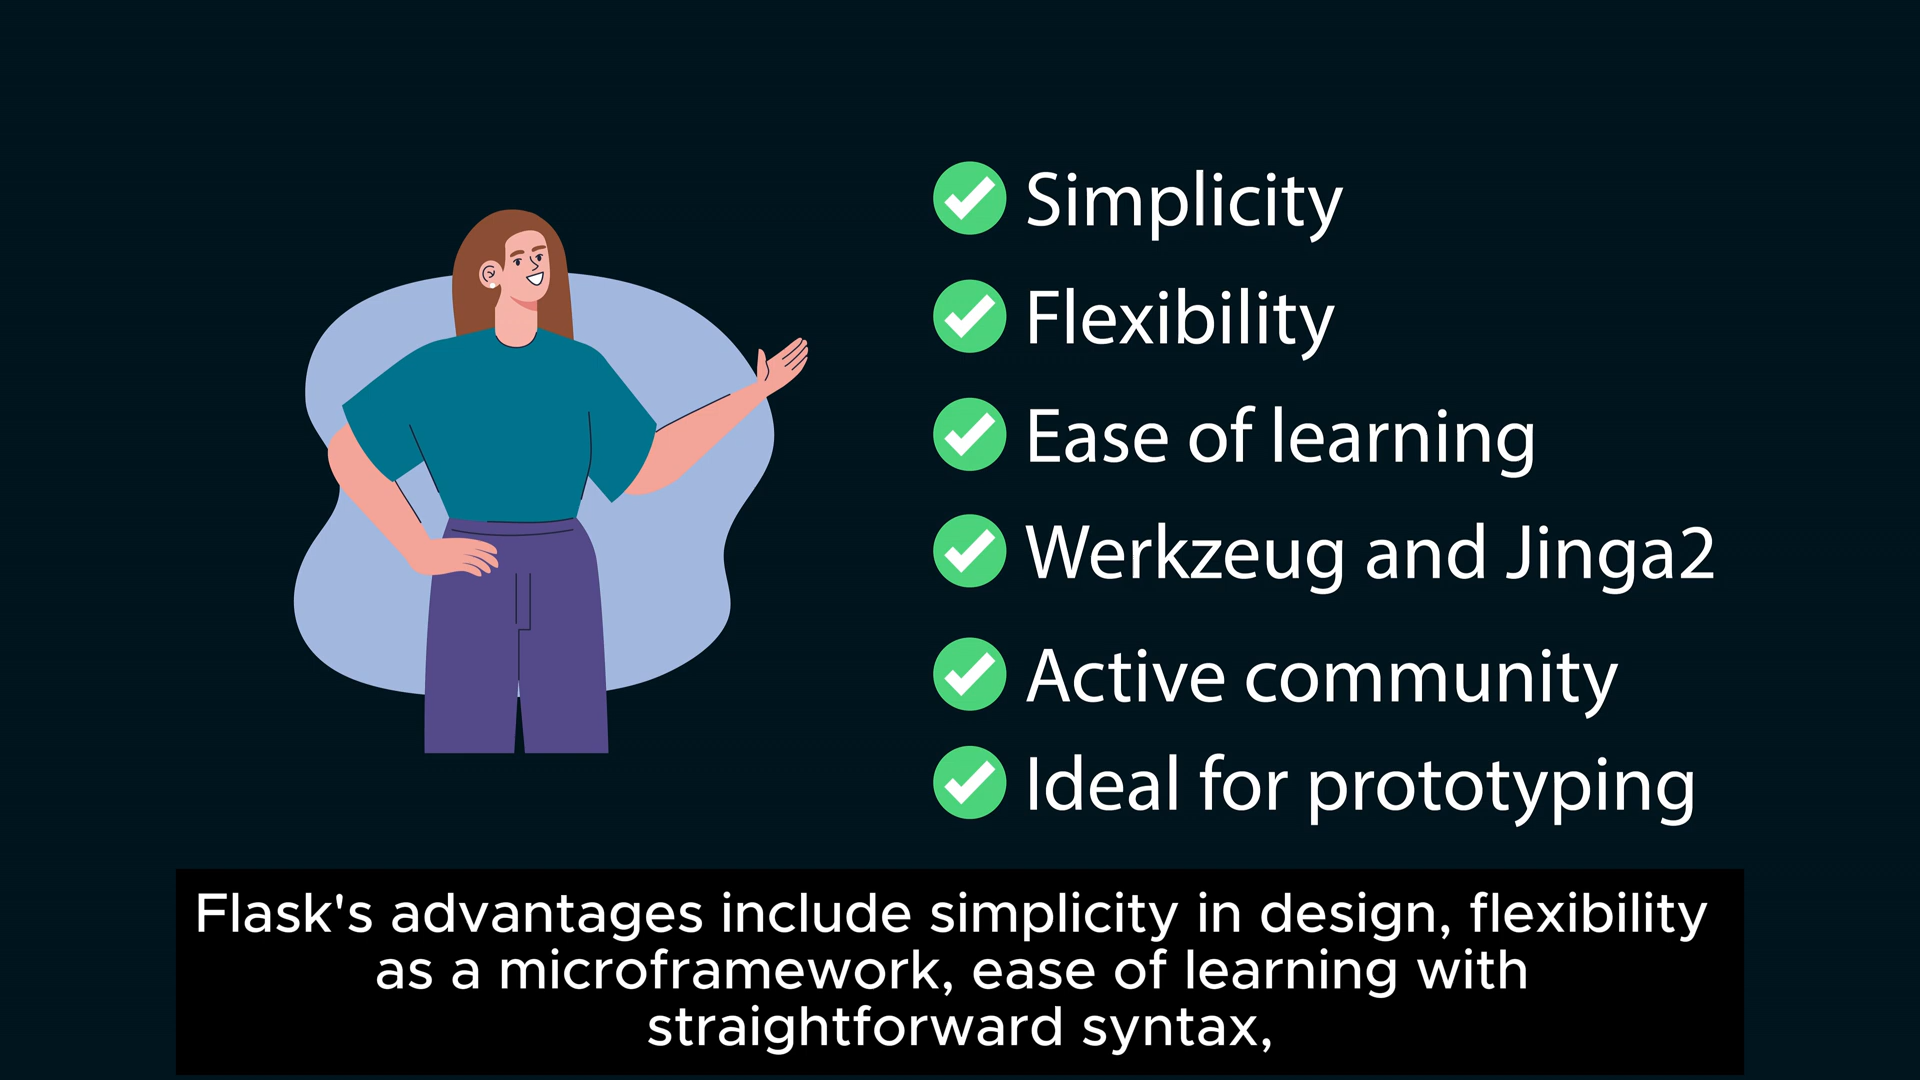 Simplicity
Flexibility
Ease of learning
Werkzeug and Jinga2
Active community
Ideal for prototyping
Flask's advantages include simplicity in design, flexibility
as a microframework, ease of learning with
straightforward syntax,